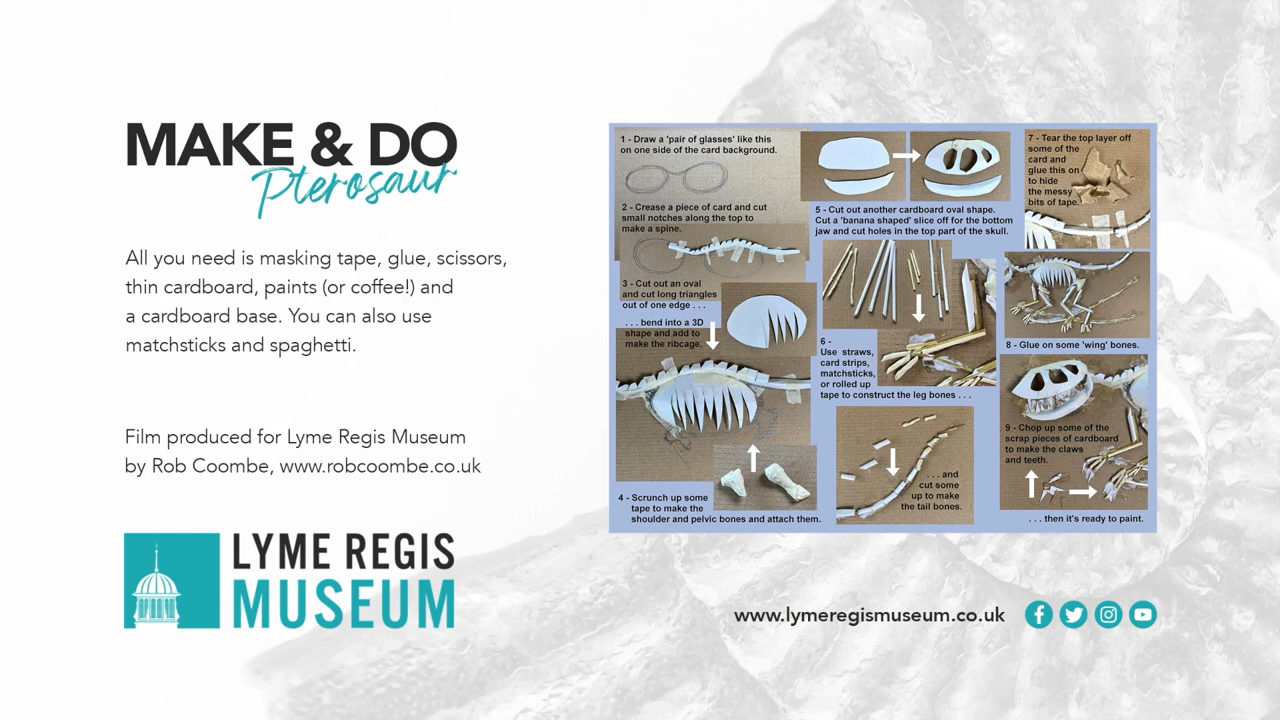 MAKE & DO
Pterosaur
All you need is masking tape, glue, scissors,
thin cardboard, paints (or coffee!) and
a cardboard base. You can also use
matchsticks and spaghetti.
Film produced for Lyme Regis Museum
by Rob Coombe, www.robcoombe.co.uk
LYME REGIS
MUSEUM
1 - Draw a 'pair of glasses' like this
on one side of the card background.
2 - Crease a piece of card and cut
small notches along the top to
make a spine.
3 - Cut out an oval
and cut long triangles
out of one edge . . .
. . . bend into a 3D
shape and add to
make the ribcage.
4 - Scrunch up some
tape to make the
shoulder and pelvic bones and attach them.
5 - Cut out another cardboard oval shape.
Cut a 'banana shaped' slice off for the bottom
jaw and cut holes in the top part of the skull.
6 -
Use straws,
card strips,
matchsticks,
or rolled up
tape to construct the leg bones . . .
. . . and
cut some
up to make
the tail bones.
7 - Tear the top layer off
some of the
card and
glue this on
to hide
the messy
bits of tape.
8 - Glue on some 'wing' bones.
9 - Chop up some of the
scrap pieces of cardboard
to make the claws
and teeth.
. . . then it's ready to paint.
www.lymeregismuseum.co.uk